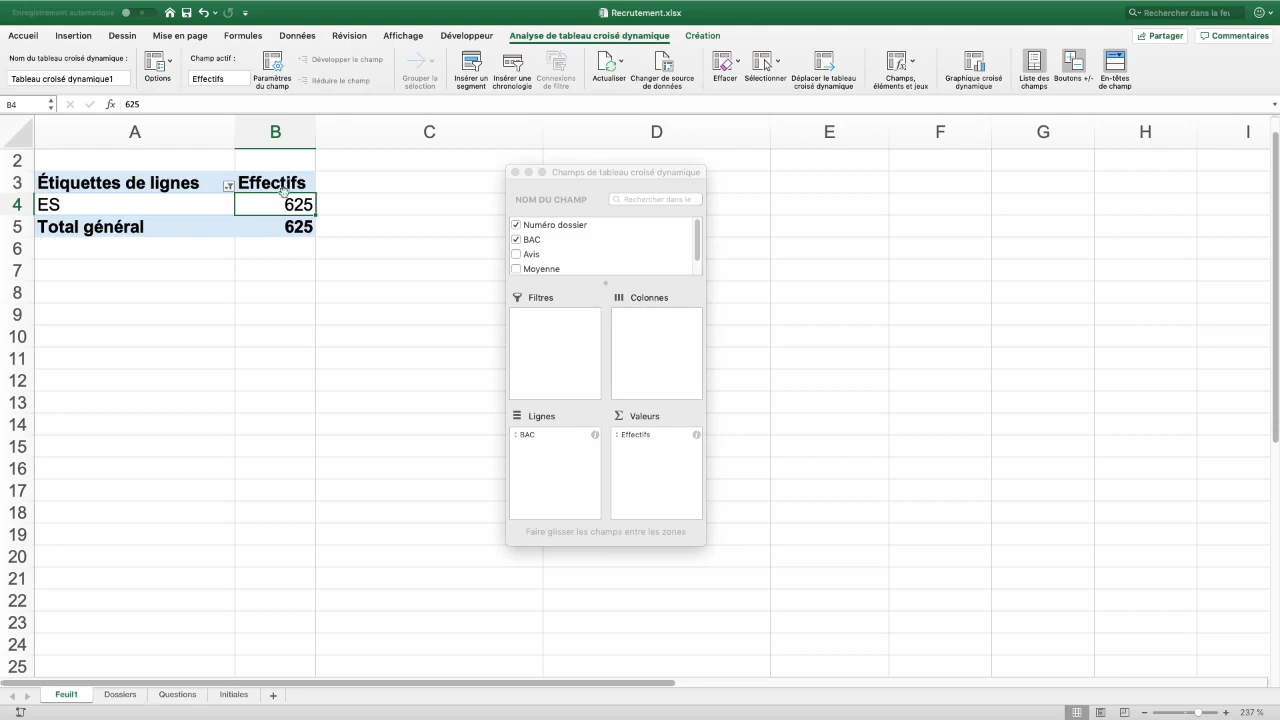 Enregistrement automatique
Recrutement.xlsx
Rechercher dans la feu
Accueil Insertion Dessin Mise en page Formules Données Révision Affichage Développeur Analyse de tableau croisé dynamique Création Partager Commentaires
Nom du tableau croisé dynamique :
Tableau croisé dynamique1
Options
Champ actif :
Effectifs
Paramètres du champ
Développer le champ
Réduire le champ
Grouper la sélection
Insérer un segment
Insérer une chronologie
Connexions de filtre
Actualiser
Changer de source de données
Effacer
Sélectionner
Déplacer le tableau croisé dynamique
Champs, éléments et jeux
Graphique croisé dynamique
Liste des champs
Boutons +/-
En-têtes de champ
B4 fx 625
A B C D E F G H I
2
3 Étiquettes de lignes Effectifs
4 ES 625
5 Total général 625
6
7
8
9
10
11
12
13
14
15
16
17
18
19
20
21
22
23
24
25
Champs de tableau croisé dynamique
NOM DU CHAMP Rechercher dans le
Numéro dossier
BAC
Avis
Moyenne
Filtres Colonnes
Lignes Valeurs
BAC Effectifs
Faire glisser les champs entre les zones
Feuil1 Dossiers Questions Initiales +
237 %